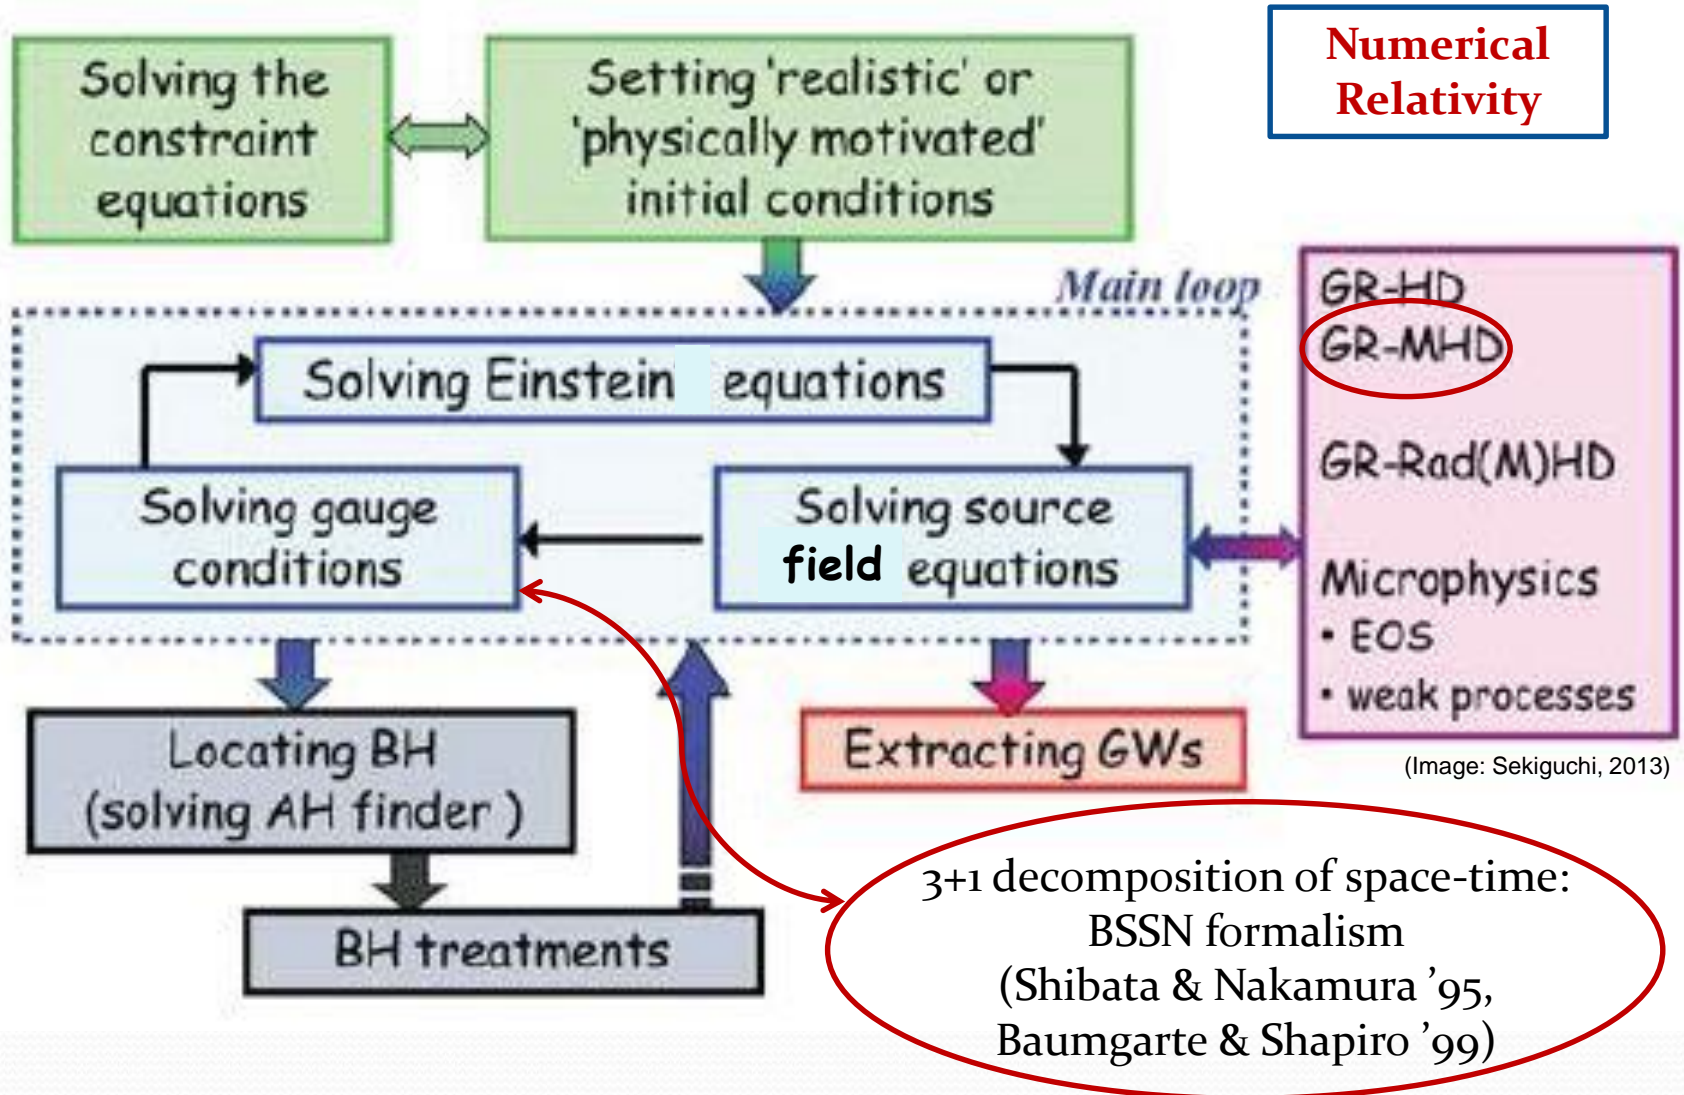 Numerical
Relativity
Solving the
constraint
equations
Setting 'realistic' or
'physically motivated'
initial conditions
Main loop
Solving Einstein equations
Solving gauge
conditions
Solving source
field equations
GR-HD
GR-MHD
GR-Rad(M)HD
Microphysics
• EOS
• weak processes
(Image: Sekiguchi, 2013)
Locating BH
(solving AH finder )
Extracting GWs
BH treatments
3+1 decomposition of space-time:
BSSN formalism
(Shibata & Nakamura ’95,
Baumgarte & Shapiro ’99)